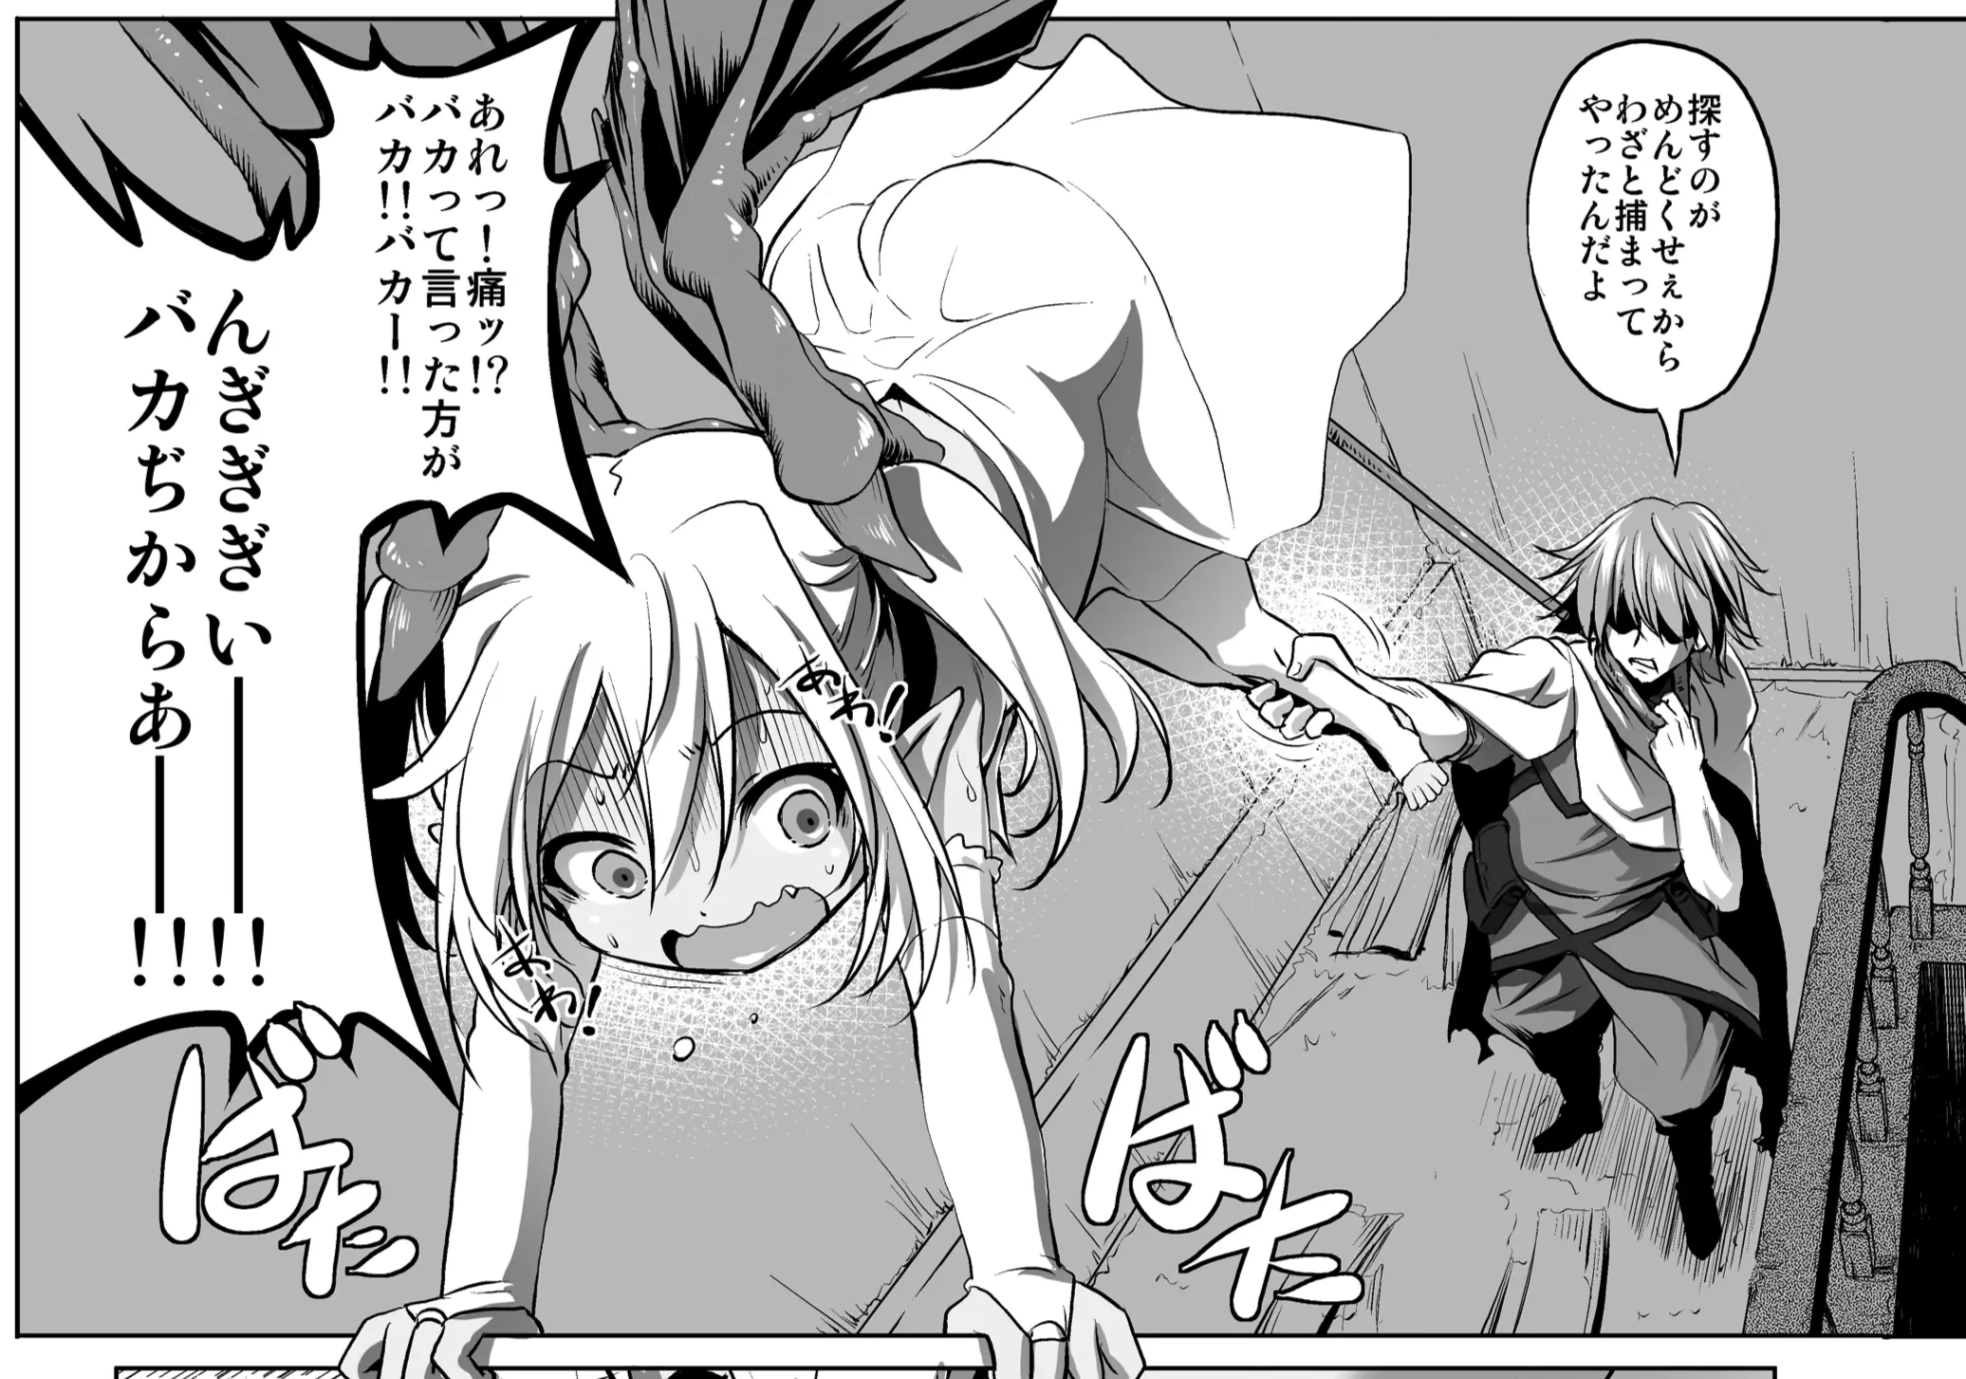 探すのが
めんどくせぇから
わざと捕まって
やったんだよ
あれっ！痛ッ!?
バカって言った方が
バカ!!バカー!!
んぎぎぎぃ――!!
バカぢからぁ――!!
あわ！
あわ！
ばた
ばた